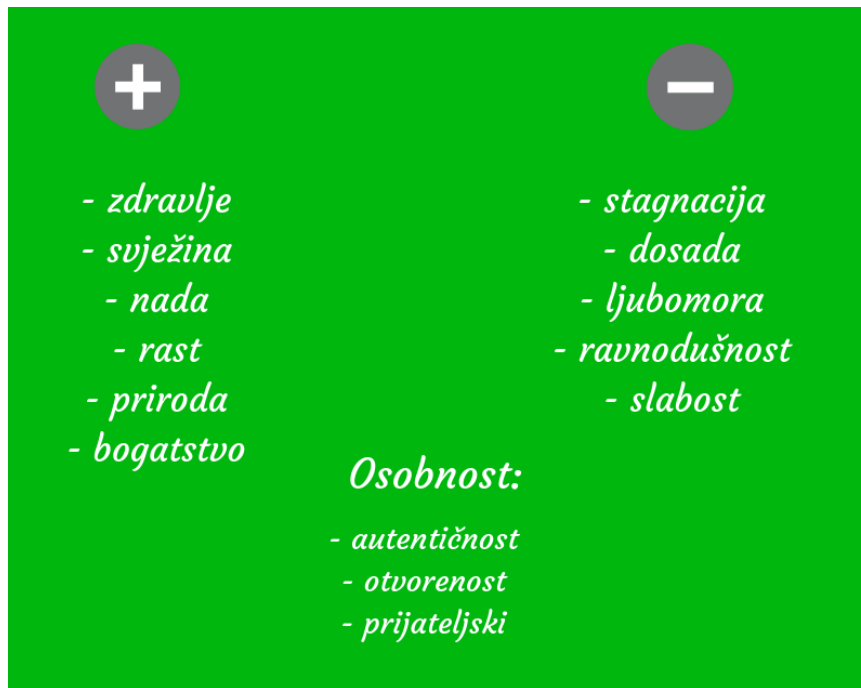 - zdravlje
- svježina
- nada
- rast
- priroda
- bogatstvo
- stagnacija
- dosada
- ljubomora
- ravnodušnost
- slabost
Osobnost:
- autentičnost
- otvorenost
- prijateljski